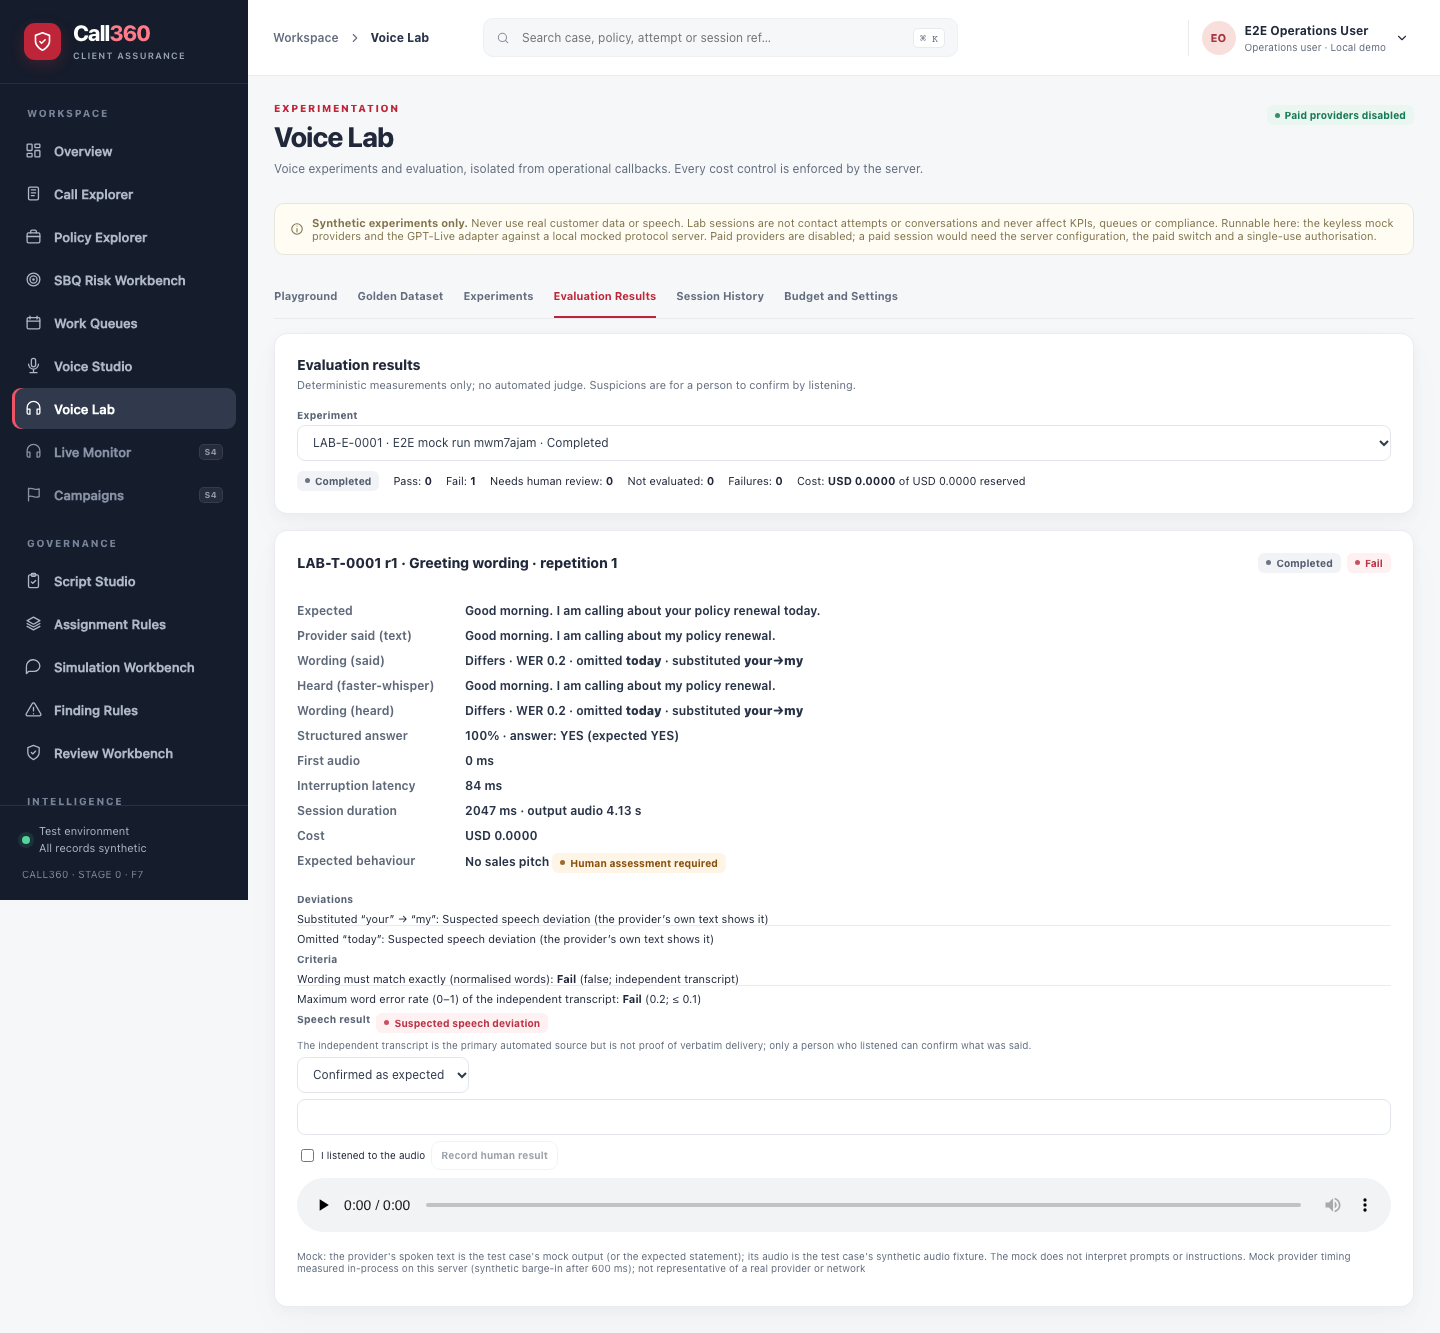 Call360
CLIENT ASSURANCE
WORKSPACE
Overview
Call Explorer
Policy Explorer
SBQ Risk Workbench
Work Queues
Voice Studio
Voice Lab
Live Monitor S4
Campaigns S4
GOVERNANCE
Script Studio
Assignment Rules
Simulation Workbench
Finding Rules
Review Workbench
INTELLIGENCE
Test environment
All records synthetic
CALL360 · STAGE 0 · F7
Workspace > Voice Lab
Search case, policy, attempt or session ref...
⌘ K
EO
E2E Operations User
Operations user · Local demo
EXPERIMENTATION
Voice Lab
Paid providers disabled
Voice experiments and evaluation, isolated from operational callbacks. Every cost control is enforced by the server.
Synthetic experiments only. Never use real customer data or speech. Lab sessions are not contact attempts or conversations and never affect KPIs, queues or compliance. Runnable here: the keyless mock
providers and the GPT-Live adapter against a local mocked protocol server. Paid providers are disabled; a paid session would need the server configuration, the paid switch and a single-use authorisation.
Playground Golden Dataset Experiments Evaluation Results Session History Budget and Settings
Evaluation results
Deterministic measurements only; no automated judge. Suspicions are for a person to confirm by listening.
Experiment
LAB-E-0001 · E2E mock run mwm7ajam · Completed
Completed Pass: 0 Fail: 1 Needs human review: 0 Not evaluated: 0 Failures: 0 Cost: USD 0.0000 of USD 0.0000 reserved
LAB-T-0001 r1 · Greeting wording · repetition 1
Completed Fail
Expected Good morning. I am calling about your policy renewal today.
Provider said (text) Good morning. I am calling about my policy renewal.
Wording (said) Differs · WER 0.2 · omitted today · substituted your→my
Heard (faster-whisper) Good morning. I am calling about my policy renewal.
Wording (heard) Differs · WER 0.2 · omitted today · substituted your→my
Structured answer 100% · answer: YES (expected YES)
First audio 0 ms
Interruption latency 84 ms
Session duration 2047 ms · output audio 4.13 s
Cost USD 0.0000
Expected behaviour No sales pitch Human assessment required
Deviations
Substituted “your” → “my”: Suspected speech deviation (the provider’s own text shows it)
Omitted “today”: Suspected speech deviation (the provider’s own text shows it)
Criteria
Wording must match exactly (normalised words): Fail (false; independent transcript)
Maximum word error rate (0–1) of the independent transcript: Fail (0.2; ≤ 0.1)
Speech result Suspected speech deviation
The independent transcript is the primary automated source but is not proof of verbatim delivery; only a person who listened can confirm what was said.
Confirmed as expected
I listened to the audio Record human result
0:00 / 0:00
Mock: the provider's spoken text is the test case's mock output (or the expected statement); its audio is the test case's synthetic audio fixture. The mock does not interpret prompts or instructions. Mock provider timing
measured in-process on this server (synthetic barge-in after 600 ms); not representative of a real provider or network